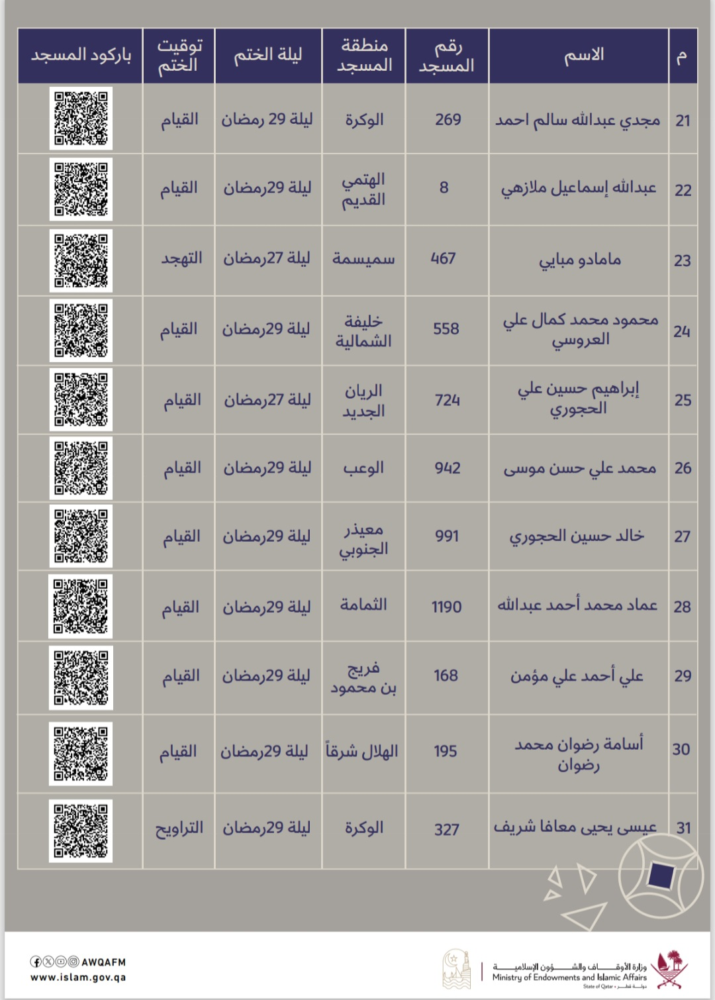 م الاسم رقم المسجد منطقة المسجد ليلة الختم توقيت الختم باركود المسجد
21 مجدي عبدالله سالم احمد 269 الوكرة ليلة 29 رمضان القيام
22 عبدالله إسماعيل ملازهي 8 الهتمي القديم ليلة 29رمضان القيام
23 مامادو مبايي 467 سميسمة ليلة 27رمضان التهجد
24 محمود محمد كمال علي العروسي 558 خليفة الشمالية ليلة 29رمضان القيام
25 إبراهيم حسين علي الحجوري 724 الريان الجديد ليلة 27رمضان القيام
26 محمد علي حسن موسى 942 الوعب ليلة 29رمضان القيام
27 خالد حسين الحجوري 991 معيذر الجنوبي ليلة 29رمضان القيام
28 عماد محمد أحمد عبدالله 1190 الثمامة ليلة 29رمضان القيام
29 علي أحمد علي مؤمن 168 فريج بن محمود ليلة 29رمضان القيام
30 أسامة رضوان محمد رضوان 195 الهلال شرقاً ليلة 29رمضان القيام
31 عيسى يحيى معافا شريف 327 الوكرة ليلة 29رمضان التراويح
وزارة الأوقـــاف والشـــؤون الإسلاميـــة
Ministry of Endowments and Islamic Affairs
State of Qatar • دولـة قطـر
AWQAFM
www.islam.gov.qa